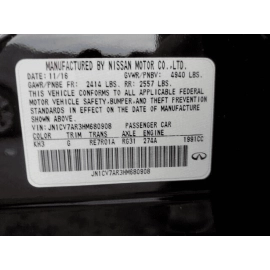 MANUFACTURED BY NISSAN MOTOR CO.,LTD.
DATE: 11/16 GVWR/PNBV: 4940 LBS.
GAWR/PNBE FR: 2414 LBS. RR: 2557 LBS.
THIS VEHICLE CONFORMS TO ALL APPLICABLE
FEDERAL MOTOR VEHICLE SAFETY, BUMPER, AND THEFT
PREVENTION STANDARDS IN EFFECT ON THE DATE OF
MANUFACTURE SHOWN ABOVE.
VIN: JN1CV7AR3HM680908 PASSENGER CAR
COLOR TRIM TRANS AXLE ENGINE
KH3 G RE7R01A RG31 274A 1991CC
JN1CV7AR3HM680908